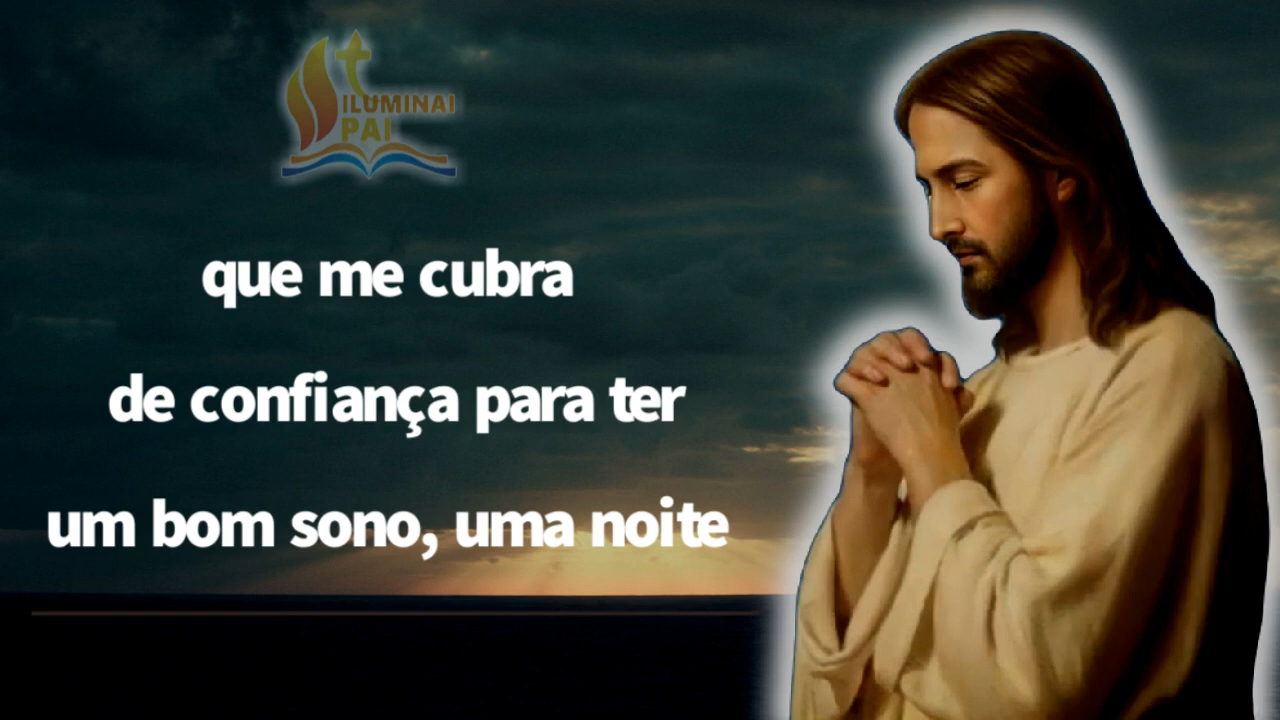 ILUMINAI
PAI
que me cubra
de confiança para ter
um bom sono, uma noite